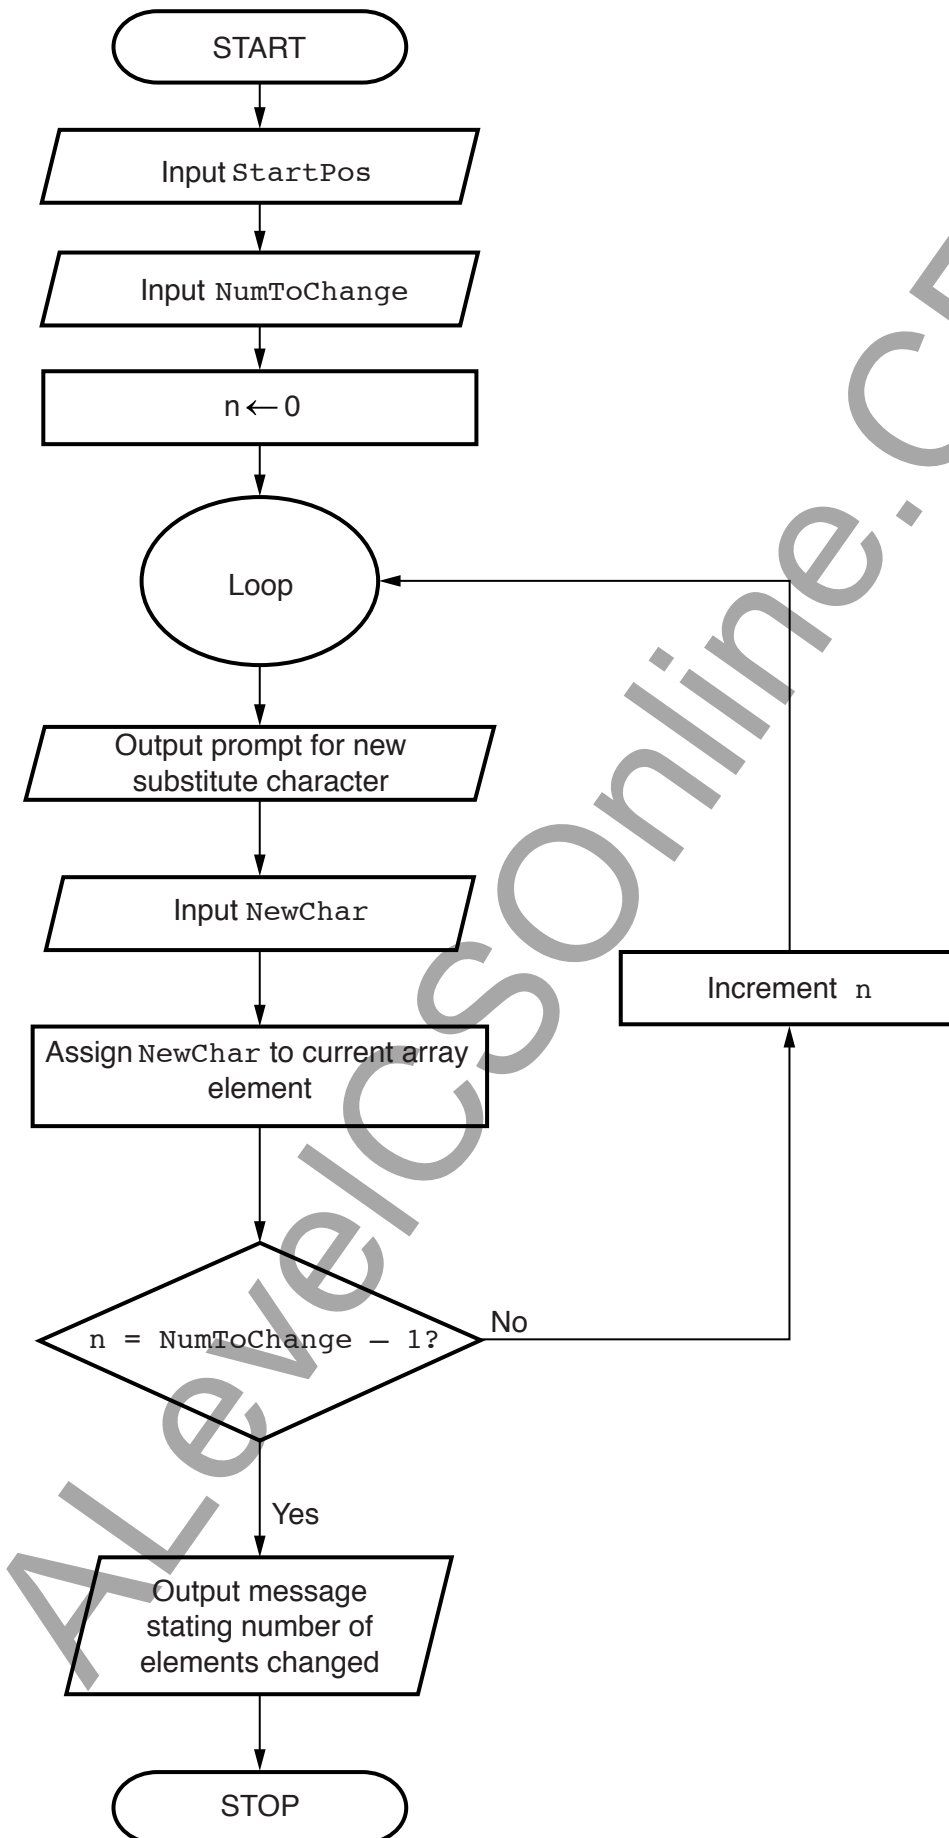 START
Input StartPos
Input NumToChange
n ← 0
Loop
Output prompt for new
substitute character
Input NewChar
Increment n
Assign NewChar to current array
element
n = NumToChange – 1?
No
Yes
Output message
stating number of
elements changed
STOP
ALevelCSOnline.C